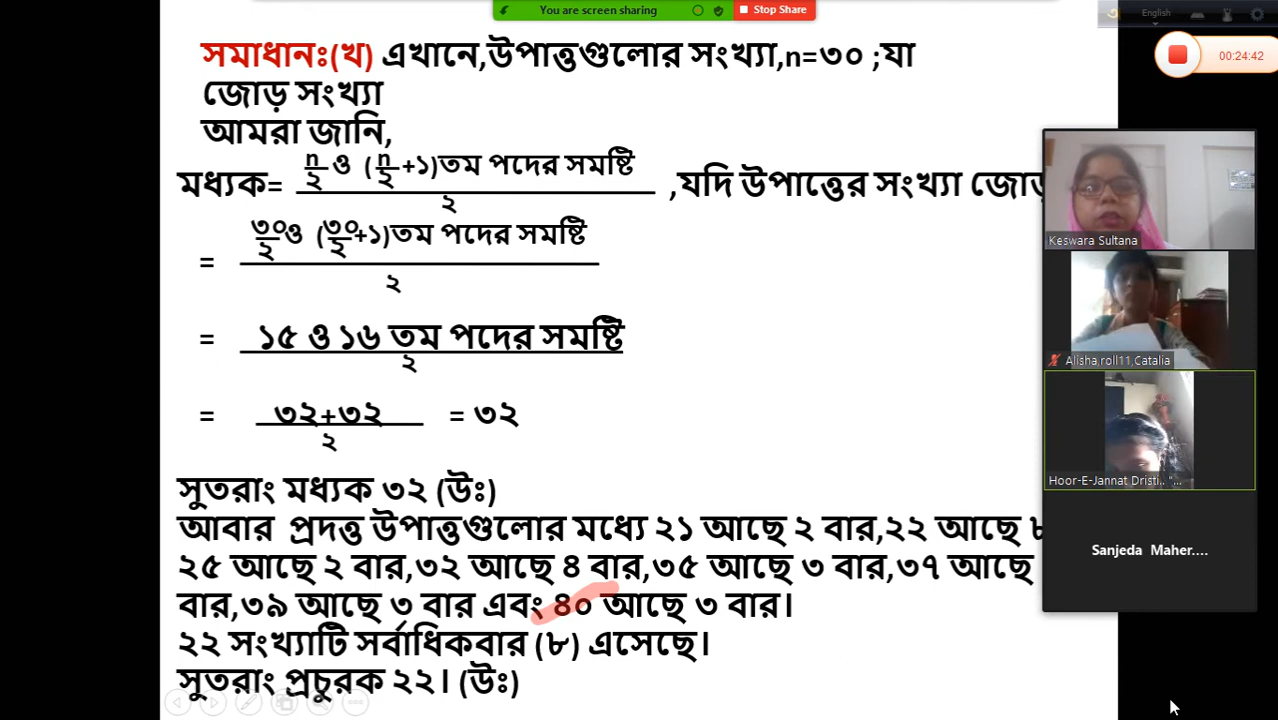 You are screen sharing
Stop Share
English
00:24:42
সমাধানঃ(খ) এখানে,উপাত্তগুলোর সংখ্যা,n=৩০ ;যা
জোড় সংখ্যা
আমরা জানি,
মধ্যক= n/২ ও (n/২+১)তম পদের সমষ্টি ,যদি উপাত্তের সংখ্যা জোড়
২
= ৩০/২ও (৩০/২+১)তম পদের সমষ্টি
২
= ১৫ ও ১৬ তম পদের সমষ্টি
২
= ৩২+৩২ = ৩২
২
সুতরাং মধ্যক ৩২ (উঃ)
আবার প্রদত্ত উপাত্তগুলোর মধ্যে ২১ আছে ২ বার,২২ আছে ৮
২৫ আছে ২ বার,৩২ আছে ৪ বার,৩৫ আছে ৩ বার,৩৭ আছে
বার,৩৯ আছে ৩ বার এবং ৪০ আছে ৩ বার।
২২ সংখ্যাটি সর্বাধিকবার (৮) এসেছে।
সুতরাং প্রচুরক ২২। (উঃ)
Keswara Sultana
Alisha,roll11,Catalia
Hoor-E-Jannat Dristi.. "...
Sanjeda Maher....